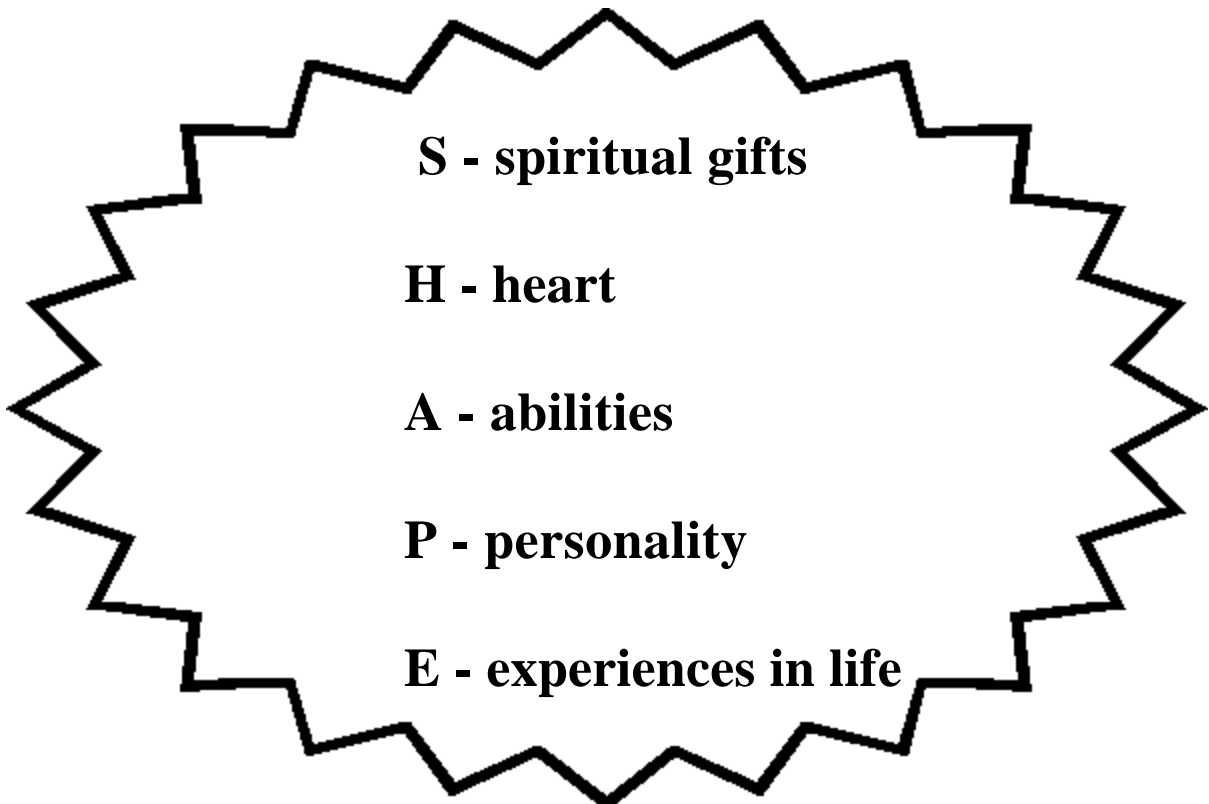 S - spiritual gifts
H - heart
A - abilities
P - personality
E - experiences in life